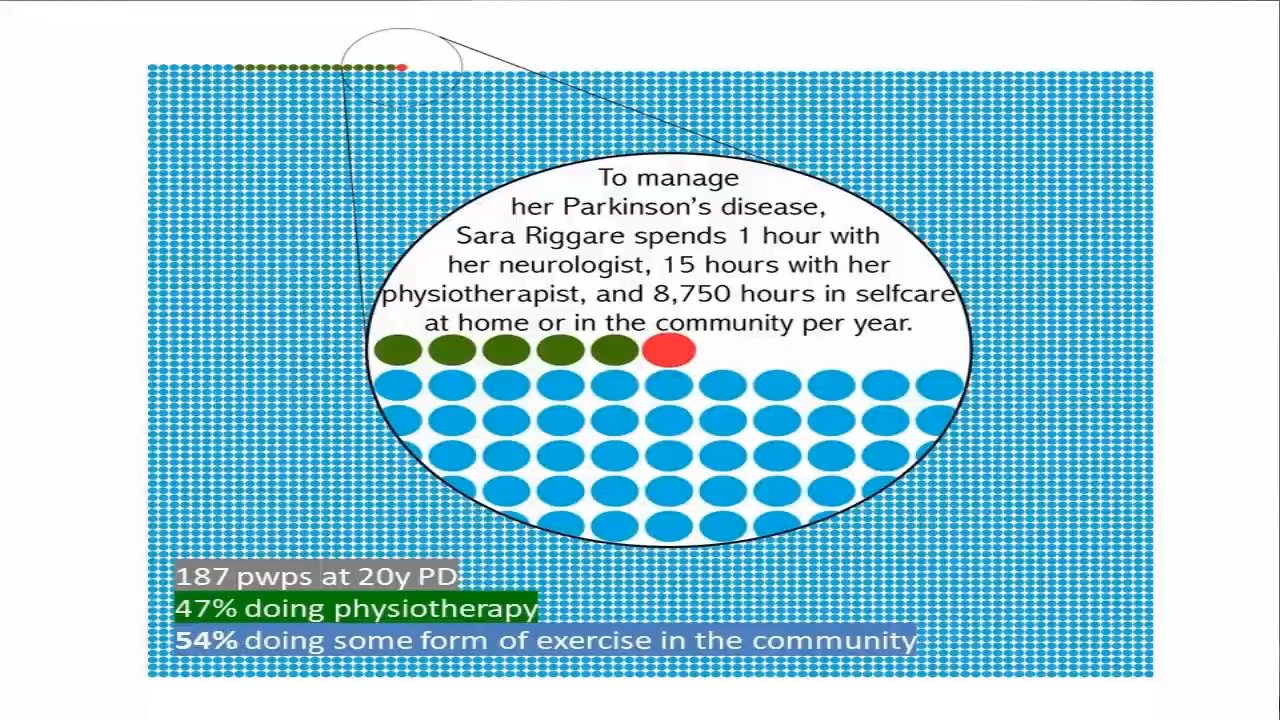 To manage
her Parkinson’s disease,
Sara Riggare spends 1 hour with
her neurologist, 15 hours with her
physiotherapist, and 8,750 hours in selfcare
at home or in the community per year.
187 pwps at 20y PD
47% doing physiotherapy
54% doing some form of exercise in the community